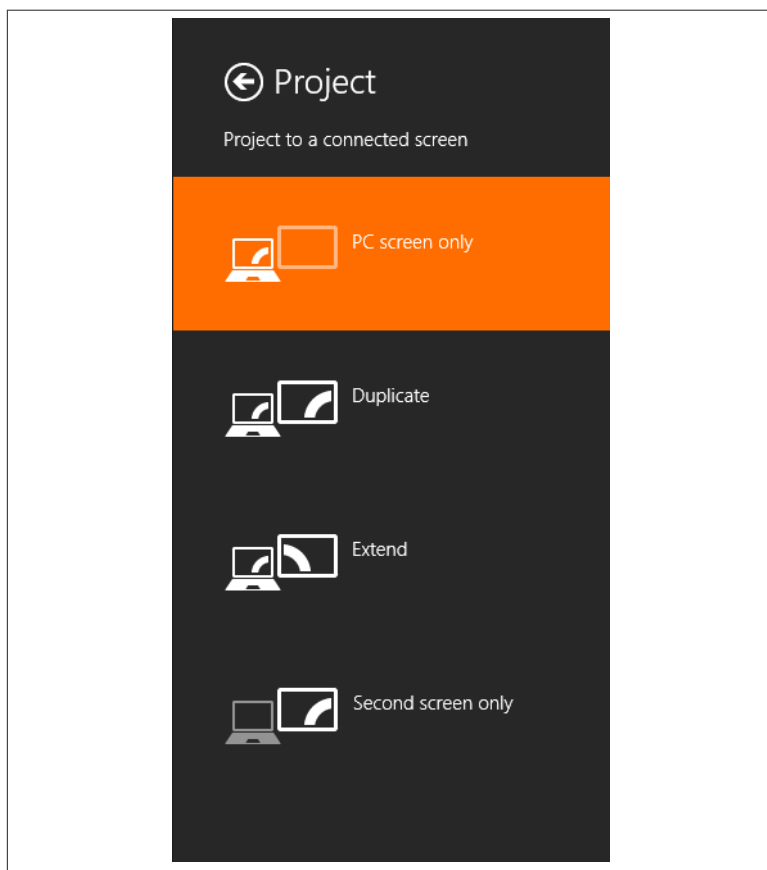 Project
Project to a connected screen
PC screen only
Duplicate
Extend
Second screen only